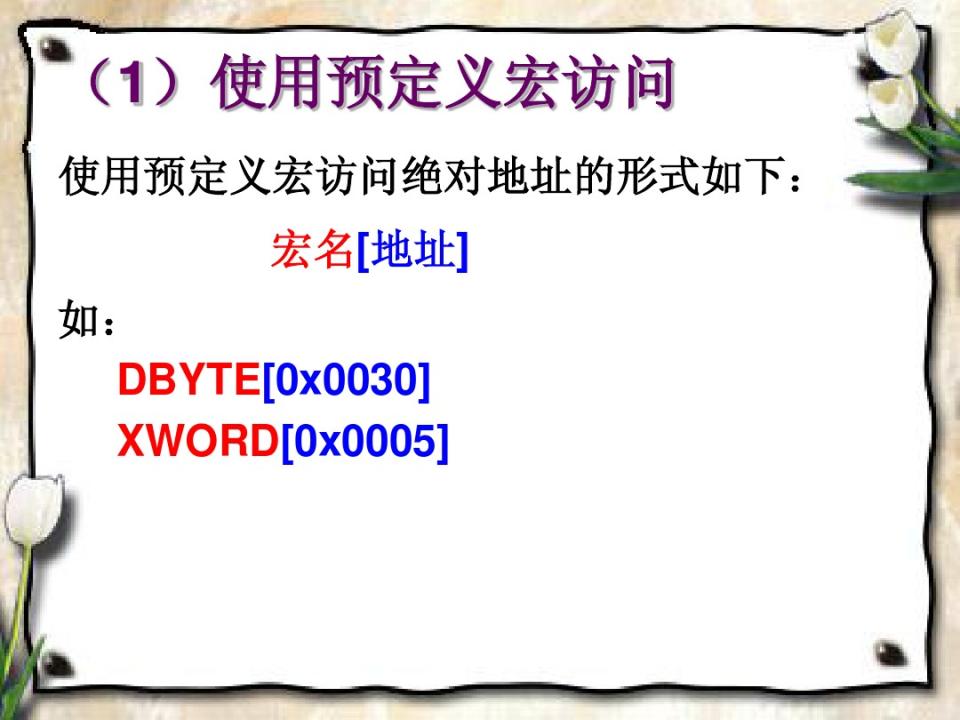 （1）使用预定义宏访问
使用预定义宏访问绝对地址的形式如下：
宏名[地址]
如：
DBYTE[0x0030]
XWORD[0x0005]